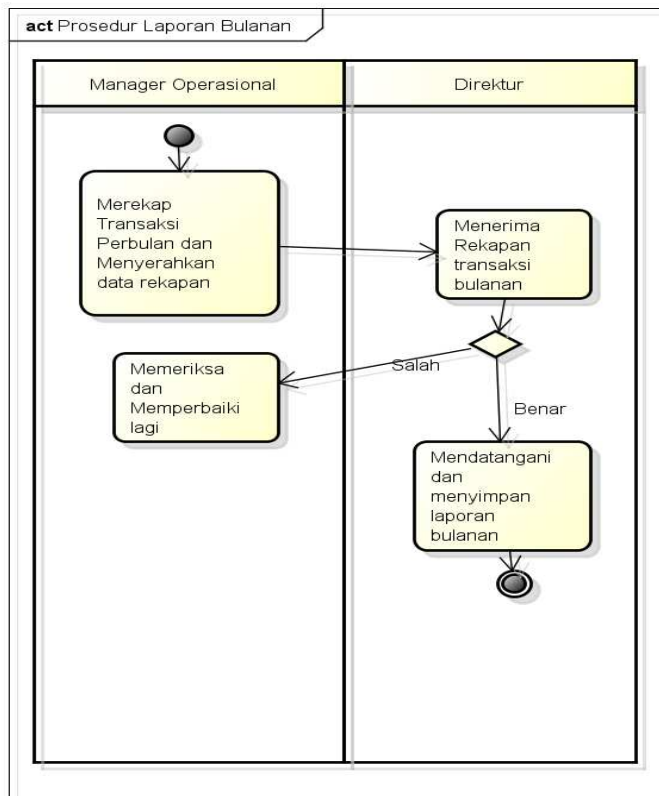 act Prosedur Laporan Bulanan
Manager Operasional
Direktur
Merekap
Transaksi
Perbulan dan
Menyerahkan
data rekapan
Menerima
Rekapan
transaksi
bulanan
Salah
Memeriksa
dan
Memperbaiki
lagi
Benar
Mendatangani
dan
menyimpan
laporan
bulanan